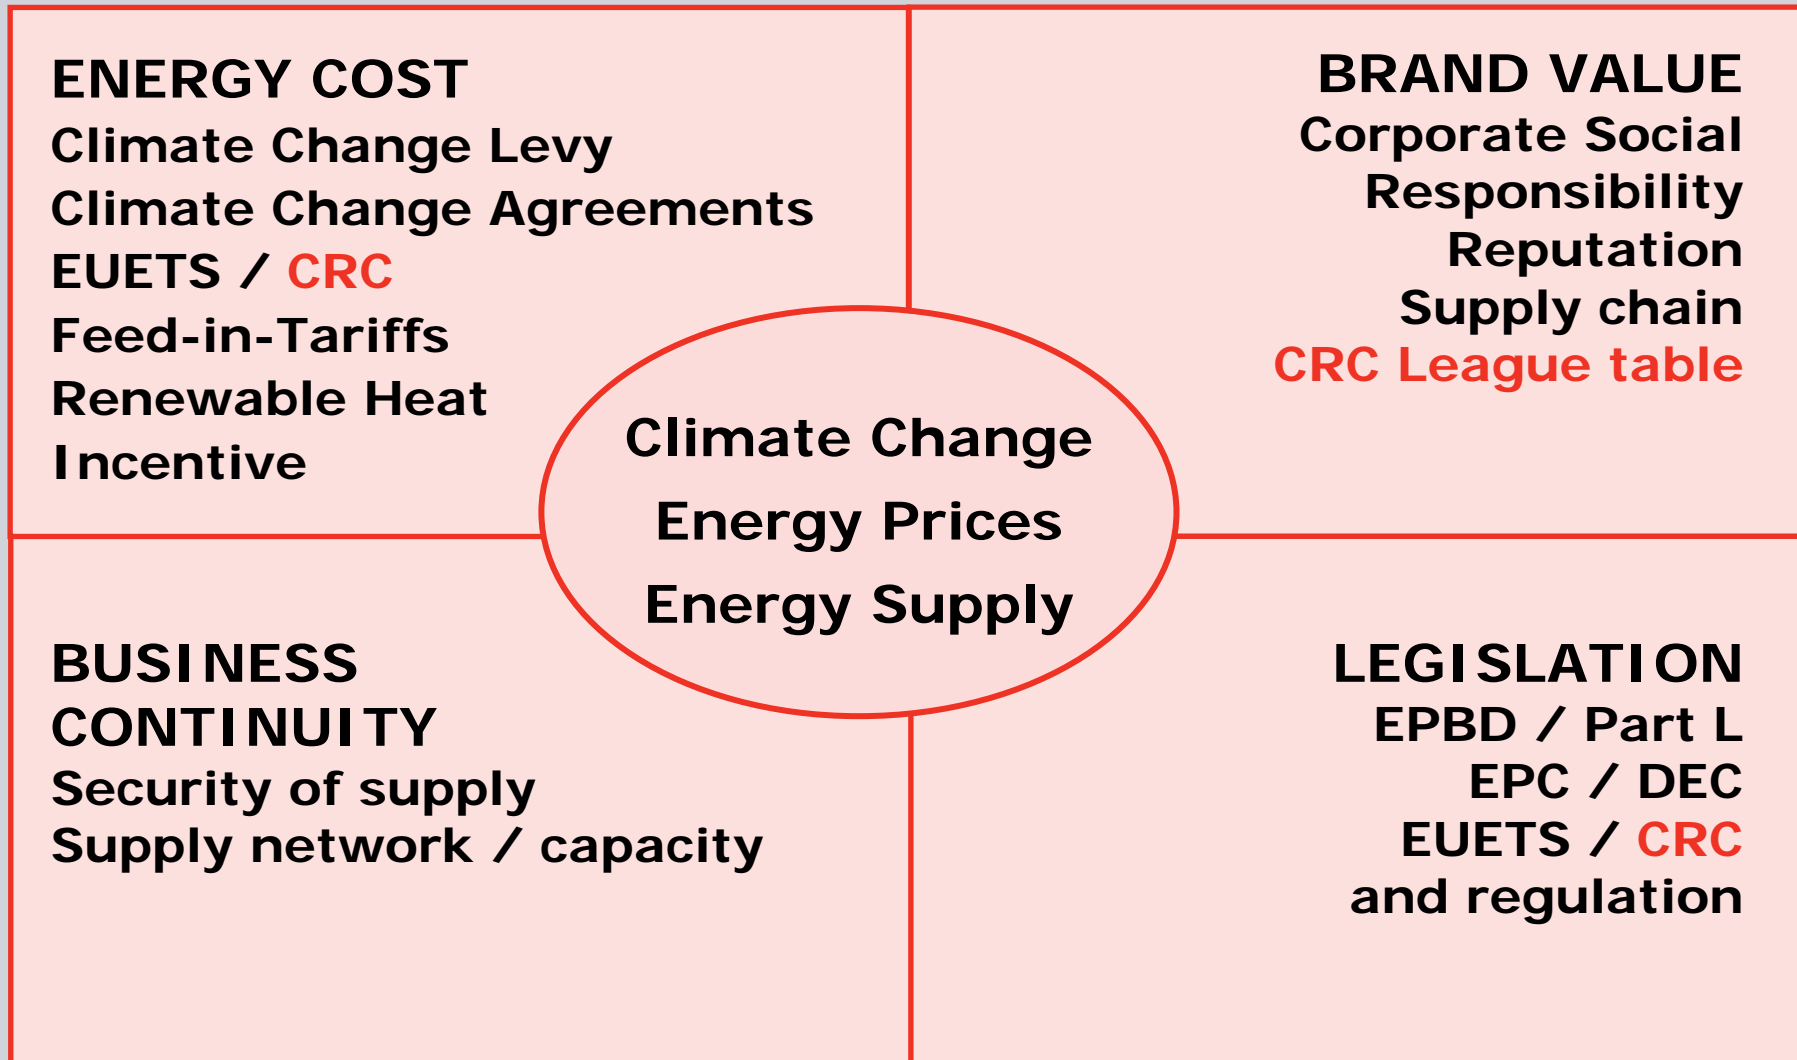 ENERGY COST
Climate Change Levy
Climate Change Agreements
EUETS / CRC
Feed-in-Tariffs
Renewable Heat
Incentive
BRAND VALUE
Corporate Social
Responsibility
Reputation
Supply chain
CRC League table
Climate Change
Energy Prices
Energy Supply
BUSINESS
CONTINUITY
Security of supply
Supply network / capacity
LEGISLATION
EPBD / Part L
EPC / DEC
EUETS / CRC
and regulation